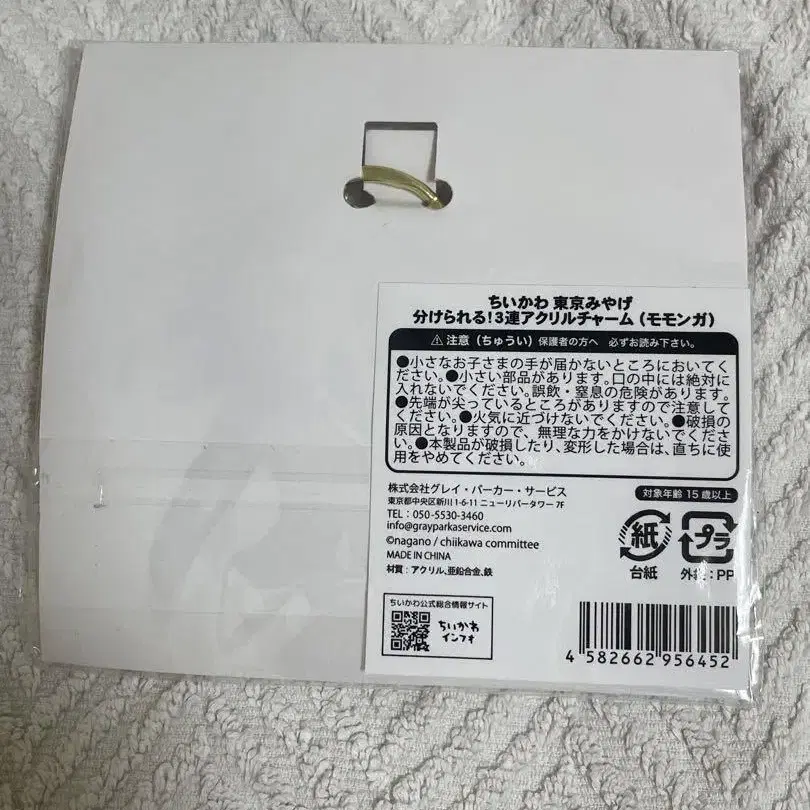 ちいかわ 東京みやげ
分けられる!3連アクリルチャーム(モモンガ)
注意(ちゅうい)保護者の方へ 必ずお読み下さい。
●小さなお子さまの手が届かないところにおいてく
ださい。●小さい部品があります。口の中には絶対に
入れないでください。誤飲・窒息の危険があります。
●先端が尖っているところがありますので注意して
ください。●火気に近づけないでください。●破損の
原因となりますので、無理な力をかけないでくださ
い。●本製品が破損したり、変形した場合は、直ちに使
用をやめてください。
株式会社グレイ・パーカー・サービス
東京都中央区新川1-6-11 ニューリバータワー 7F
TEL:050-5530-3460
info@grayparkaservice.com
©nagano / chiikawa committee
MADE IN CHINA
材質:アクリル、亜鉛合金、鉄
対象年齢 15歳以上
紙
台紙
プラ
外装:PP
ちいかわ公式総合情報サイト
ちいかわ
インフォ
4 582662 956452